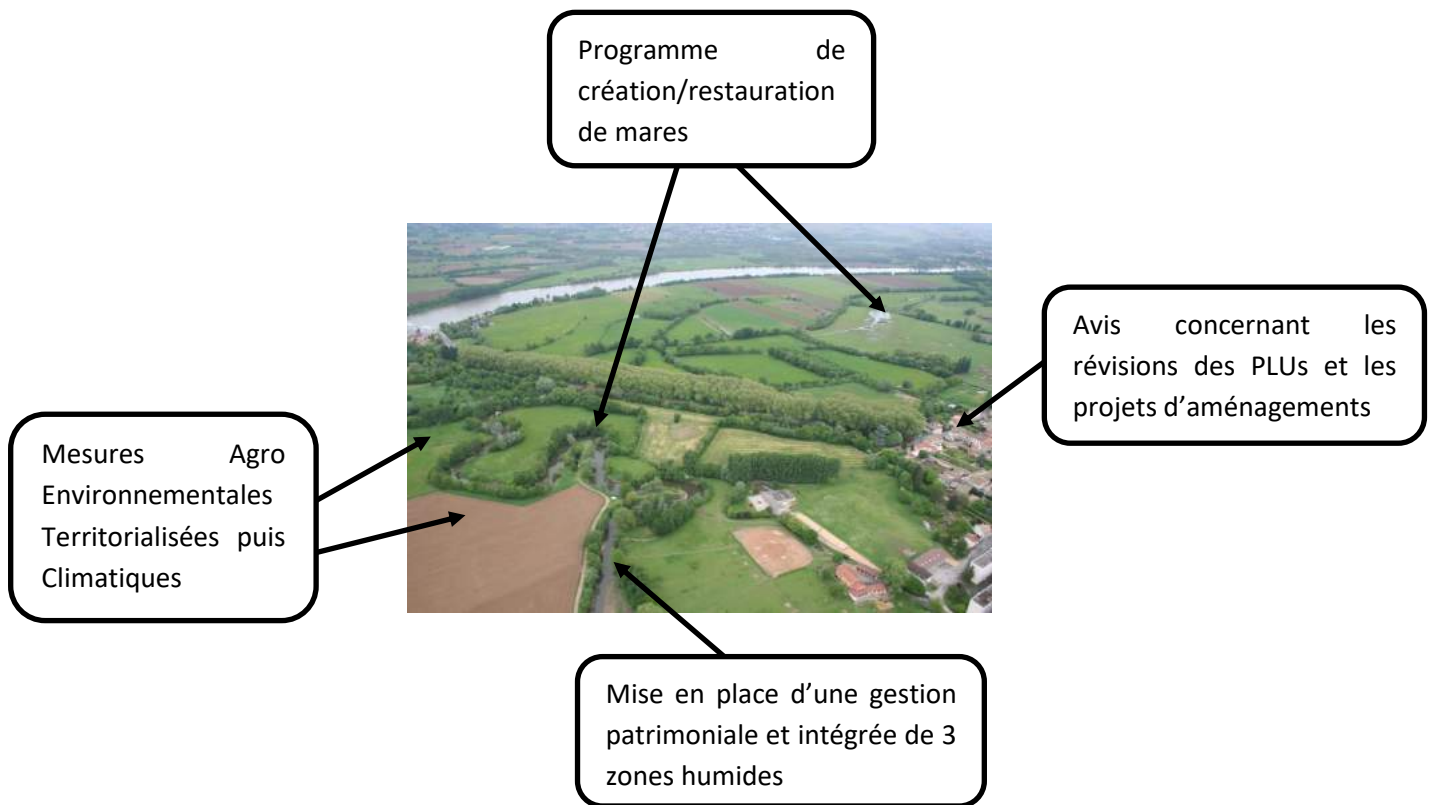 Programme de
création/restauration
de mares
Avis concernant les
révisions des PLUs et les
projets d’aménagements
Mesures Agro
Environnementales
Territorialisées puis
Climatiques
Mise en place d’une gestion
patrimoniale et intégrée de 3
zones humides